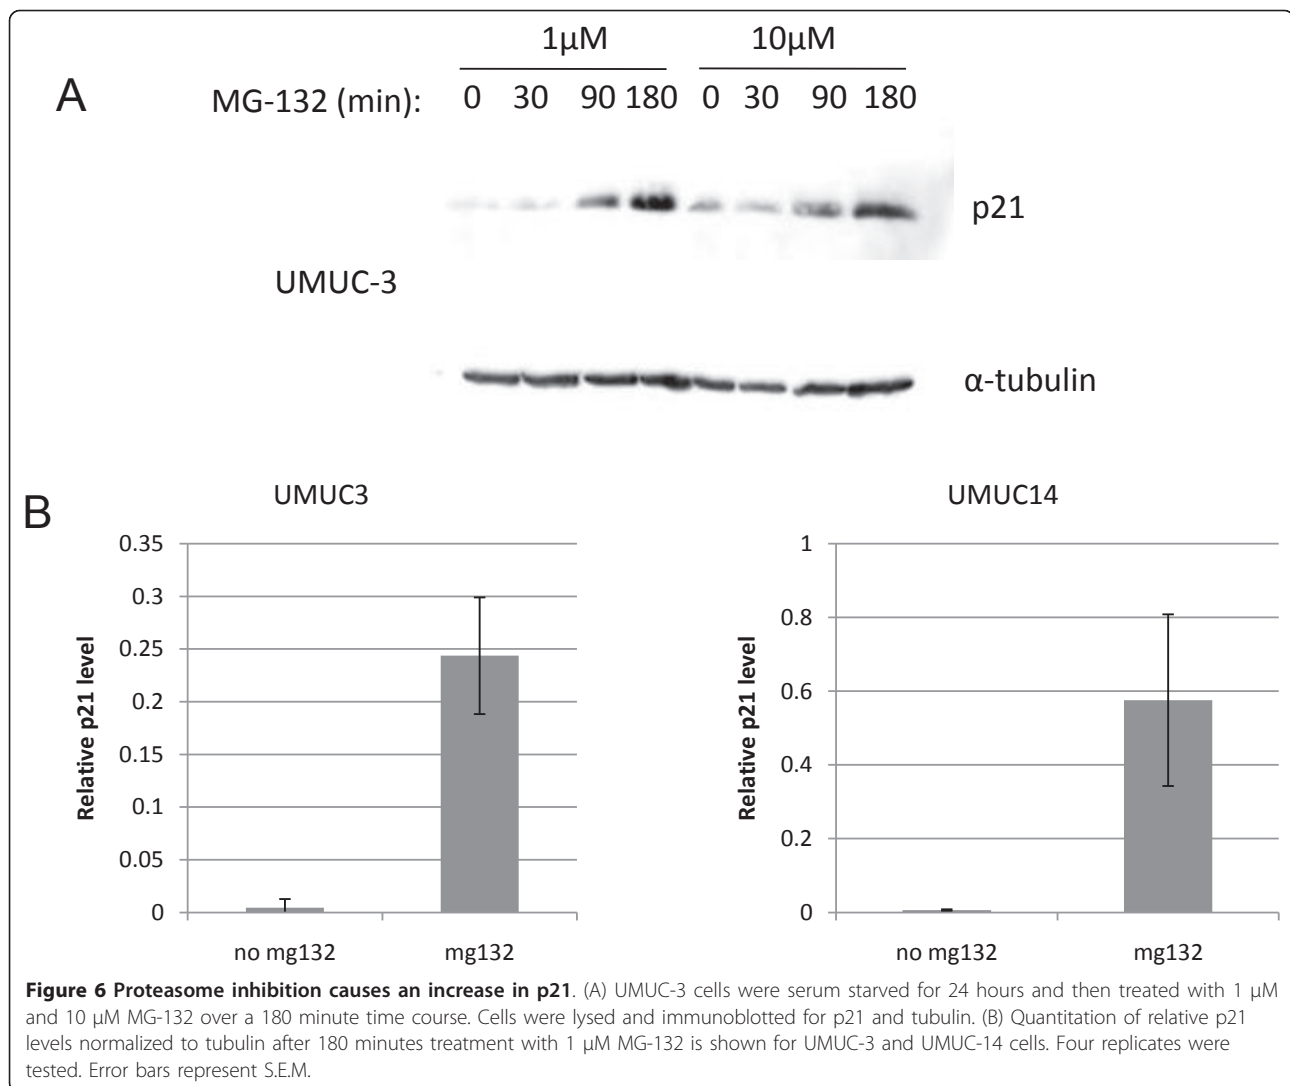 1µM 10µM
A
MG-132 (min): 0 30 90 180 0 30 90 180
p21
UMUC-3
α-tubulin
B
UMUC3
0.35
0.3
0.25
0.2
0.15
0.1
0.05
0
Relative p21 level
no mg132 mg132
UMUC14
1
0.8
0.6
0.4
0.2
0
Relative p21 level
no mg132 mg132
Figure 6 Proteasome inhibition causes an increase in p21. (A) UMUC-3 cells were serum starved for 24 hours and then treated with 1 µM
and 10 µM MG-132 over a 180 minute time course. Cells were lysed and immunoblotted for p21 and tubulin. (B) Quantitation of relative p21
levels normalized to tubulin after 180 minutes treatment with 1 µM MG-132 is shown for UMUC-3 and UMUC-14 cells. Four replicates were
tested. Error bars represent S.E.M.